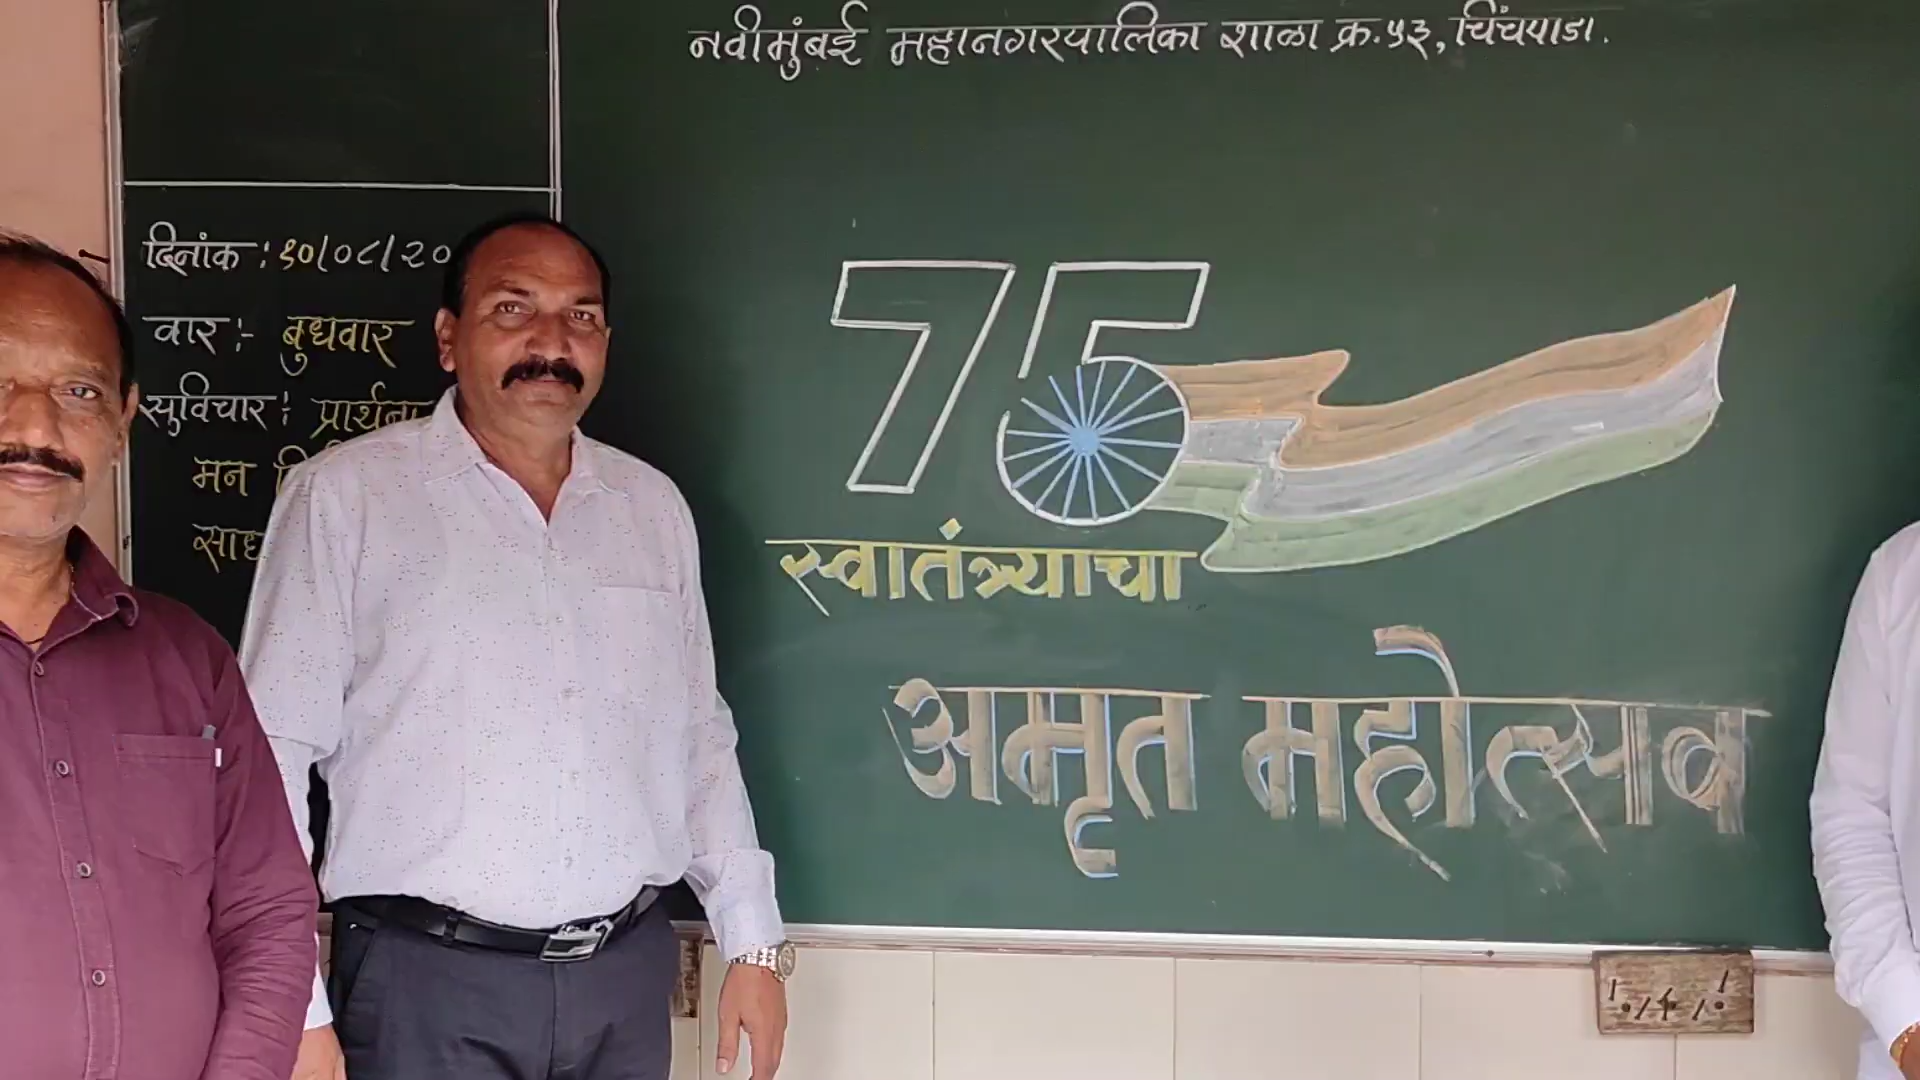 नवीमुंबई महानगरपालिका शाळा क्र.५३, चिंचपाडा.
दिनांक : १०/०८/२०
वार :- बुधवार
सुविचार :- प्रार्थना
मन
साध
75
स्वातंत्र्याचा
अमृत महोत्सव